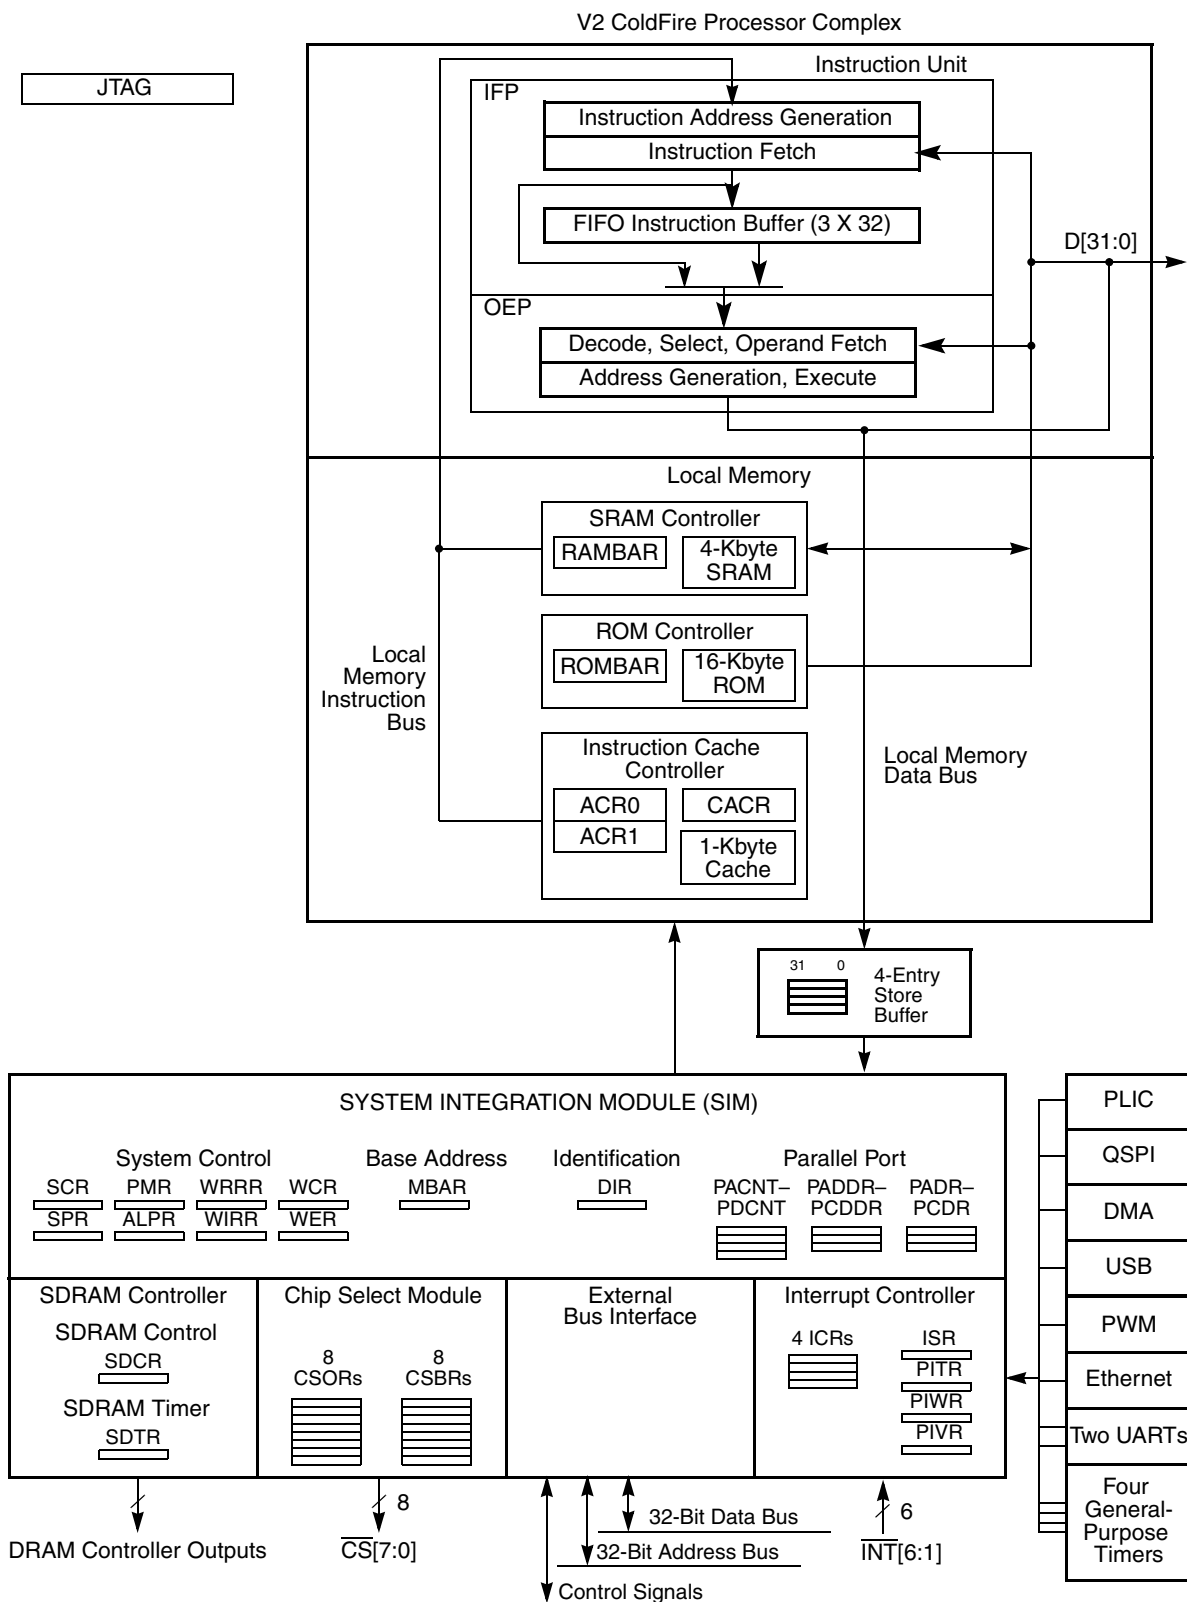 V2 ColdFire Processor Complex
JTAG
Instruction Unit
IFP
Instruction Address Generation
Instruction Fetch
FIFO Instruction Buffer (3 X 32)
D[31:0]
OEP
Decode, Select, Operand Fetch
Address Generation, Execute
Local Memory
SRAM Controller
RAMBAR
4-Kbyte
SRAM
ROM Controller
ROMBAR
16-Kbyte
ROM
Local
Memory
Instruction
Bus
Instruction Cache
Controller
ACR0
ACR1
CACR
1-Kbyte
Cache
Local Memory
Data Bus
31 0
4-Entry
Store
Buffer
SYSTEM INTEGRATION MODULE (SIM)
System Control
SCR PMR WRRR WCR
SPR ALPR WIRR WER
Base Address
MBAR
Identification
DIR
Parallel Port
PACNT–
PDCNT
PADDR–
PCDDR
PADR–
PCDR
SDRAM Controller
SDRAM Control
SDCR
SDRAM Timer
SDTR
Chip Select Module
8
CSORs
8
CSBRs
External
Bus Interface
Interrupt Controller
4 ICRs
ISR
PITR
PIWR
PIVR
PLIC
QSPI
DMA
USB
PWM
Ethernet
Two UARTs
Four
General-
Purpose
Timers
DRAM Controller Outputs
8
C̅S̅[7:0]
32-Bit Data Bus
32-Bit Address Bus
Control Signals
6
I̅N̅T̅[6:1]